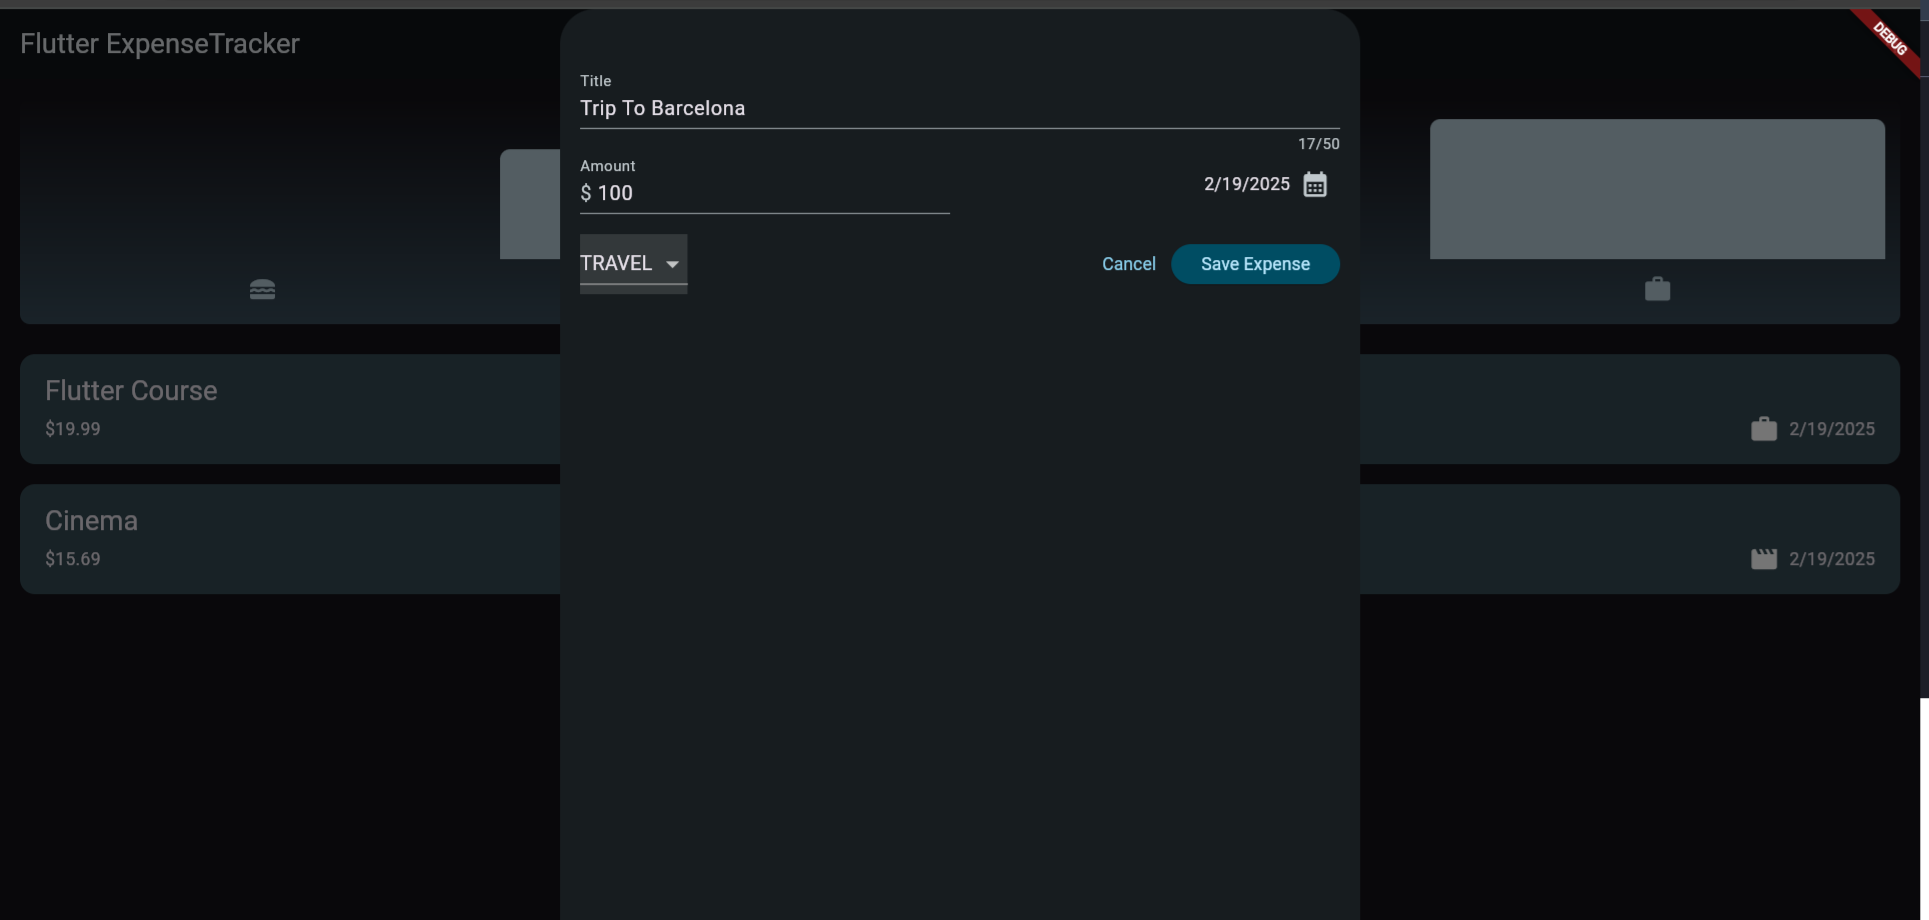 Flutter ExpenseTracker
DEBUG
Title
Trip To Barcelona
17/50
Amount
$ 100
2/19/2025
TRAVEL
Cancel
Save Expense
Flutter Course
$19.99
2/19/2025
Cinema
$15.69
2/19/2025